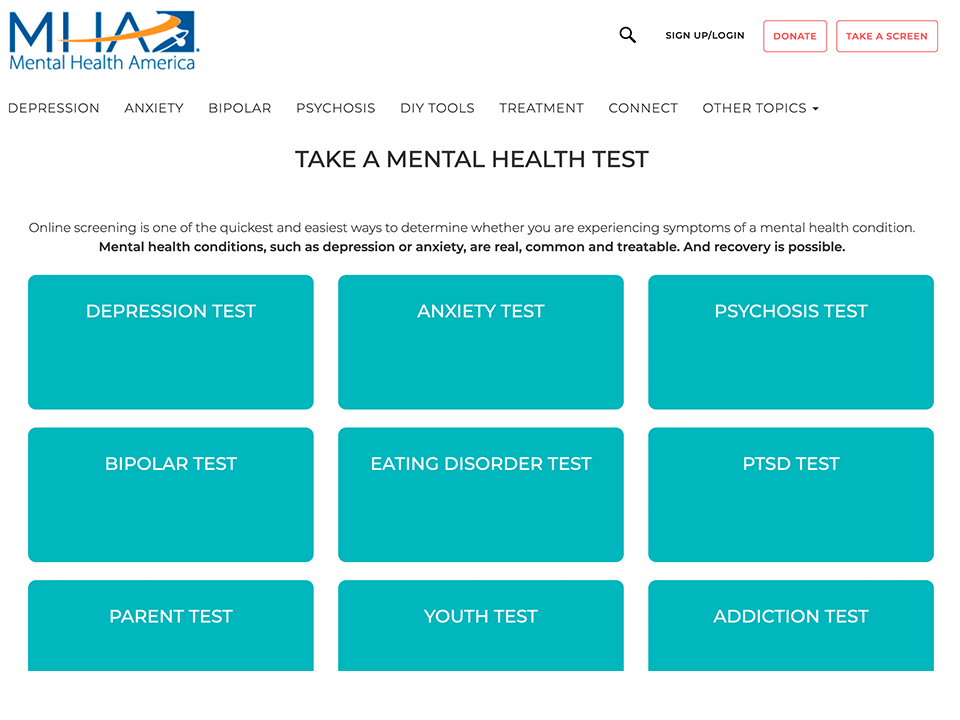 MHA
Mental Health America
SIGN UP/LOGIN
DONATE
TAKE A SCREEN
DEPRESSION ANXIETY BIPOLAR PSYCHOSIS DIY TOOLS TREATMENT CONNECT OTHER TOPICS
TAKE A MENTAL HEALTH TEST
Online screening is one of the quickest and easiest ways to determine whether you are experiencing symptoms of a mental health condition.
Mental health conditions, such as depression or anxiety, are real, common and treatable. And recovery is possible.
DEPRESSION TEST
ANXIETY TEST
PSYCHOSIS TEST
BIPOLAR TEST
EATING DISORDER TEST
PTSD TEST
PARENT TEST
YOUTH TEST
ADDICTION TEST